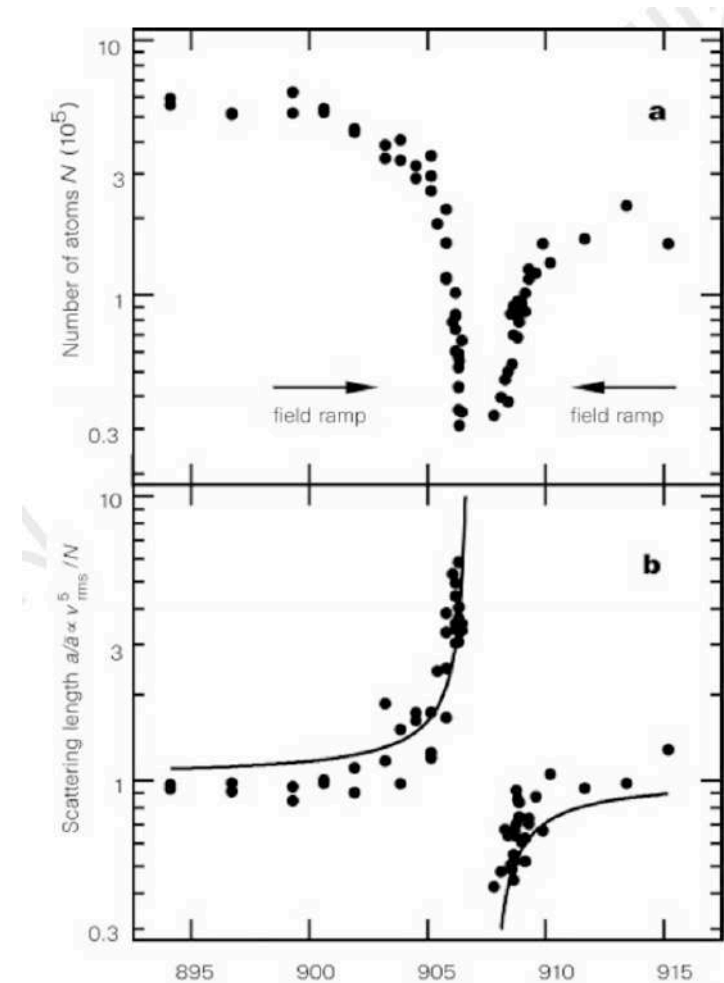 10
3
1
0.3
Number of atoms N (10⁵)
a
field ramp
field ramp
10
3
1
0.3
Scattering length a/ã ∝ v⁵rms/N
b
895
900
905
910
915